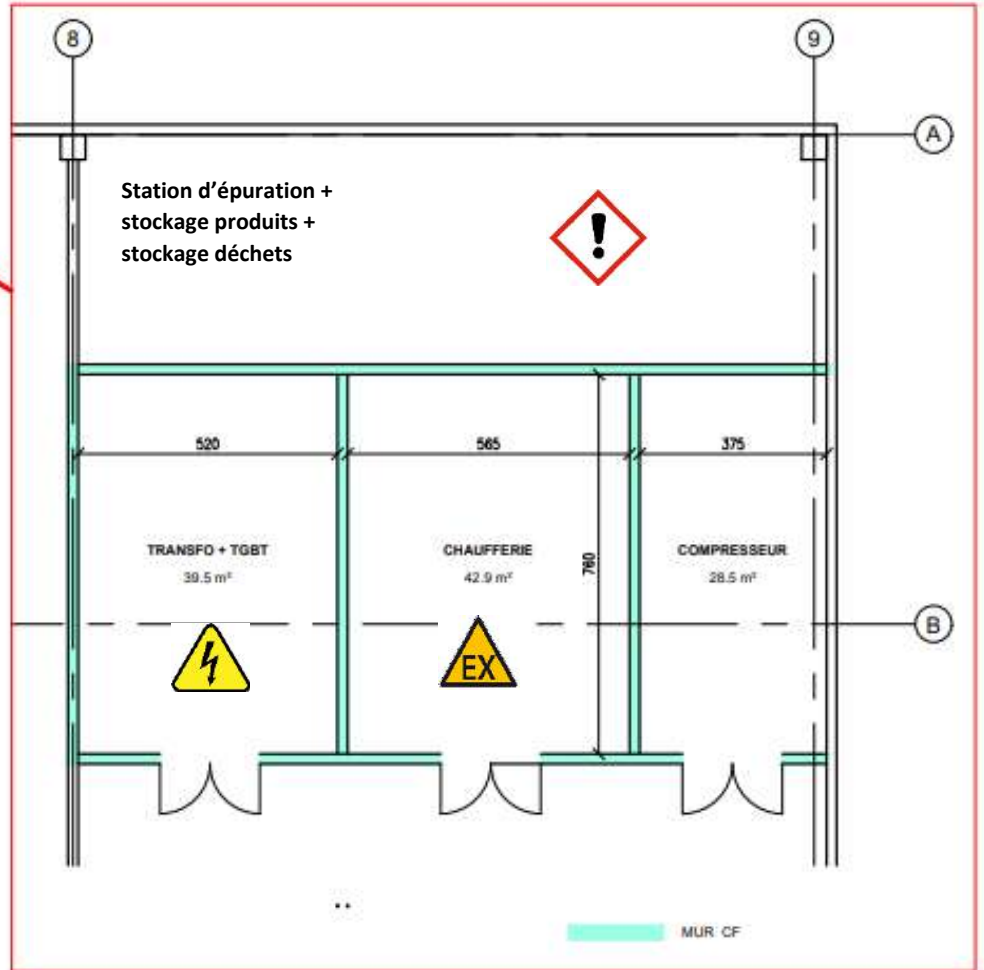 8
9
A
Station d'épuration +
stockage produits +
stockage déchets
!
520
565
375
TRANSFO + TGBT
39.5 m²
CHAUFFERIE
42.9 m²
760
COMPRESSEUR
28.5 m²
B
EX
MUR CF